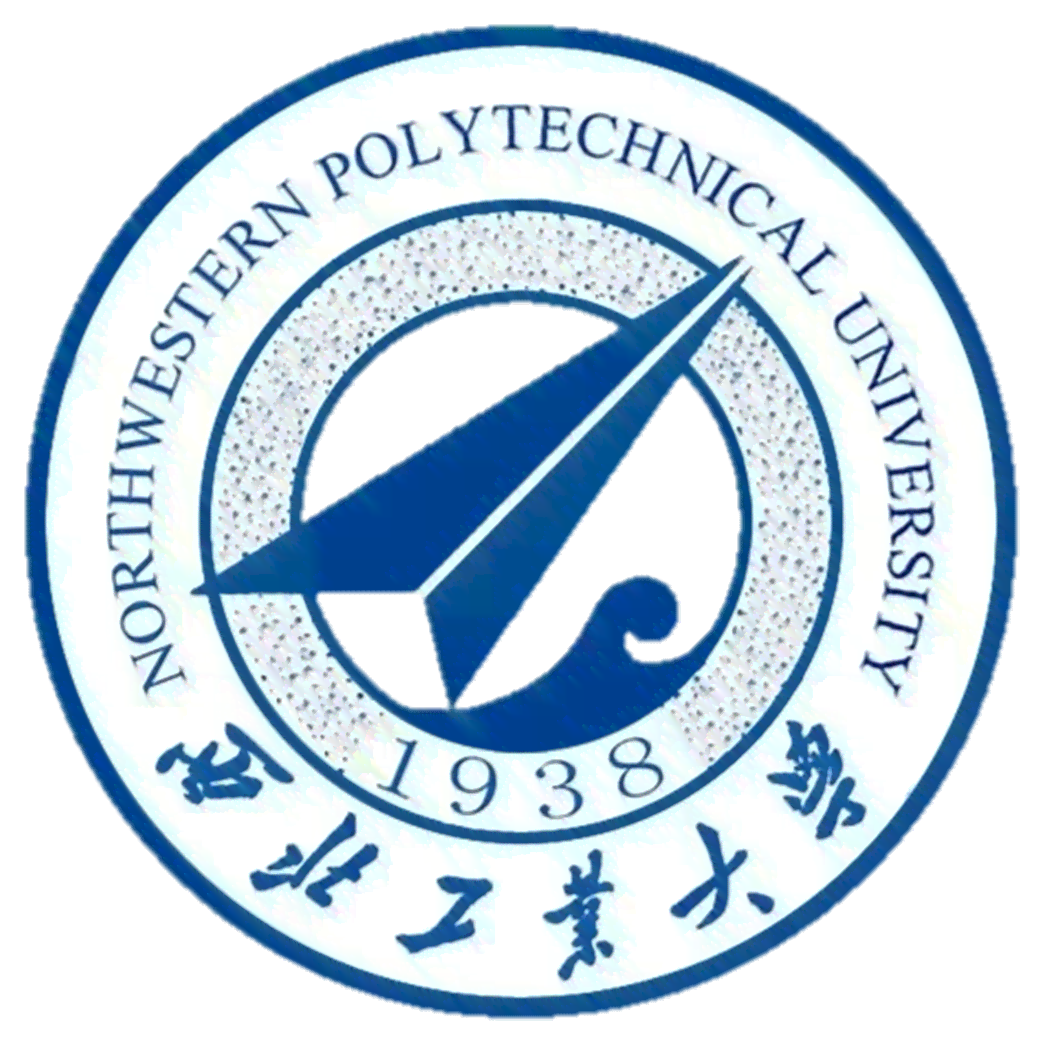 NORTHWESTERN POLYTECHNICAL UNIVERSITY
1938
西北工業大學